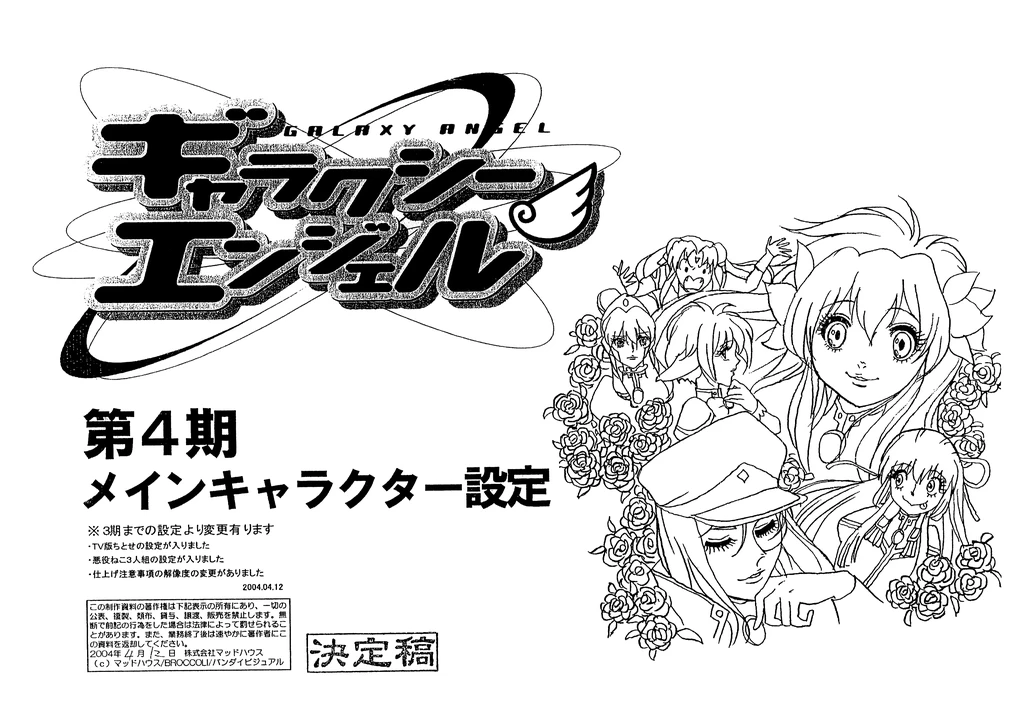 GALAXY ANGEL
ギャラクシー
エンジェル
第4期
メインキャラクター設定
※3期までの設定より変更有ります
・TV版ちとせの設定が入りました
・悪役ねこ3人組の設定が入りました
・仕上げ注意事項の解像度の変更がありました
2004.04.12
この制作資料の著作権は下記表示の所有にあり、一切の
公表、複製、頒布、貸与、譲渡、販売を禁止します。無
断で前記の行為をした場合は法律によって罰せられるこ
とがあります。また、業務終了後は速やかに著作者にこ
の資料を返却してください。
2004年4月12日 株式会社マッドハウス
(c)マッドハウス/BROCCOLI/バンダイビジュアル
決定稿